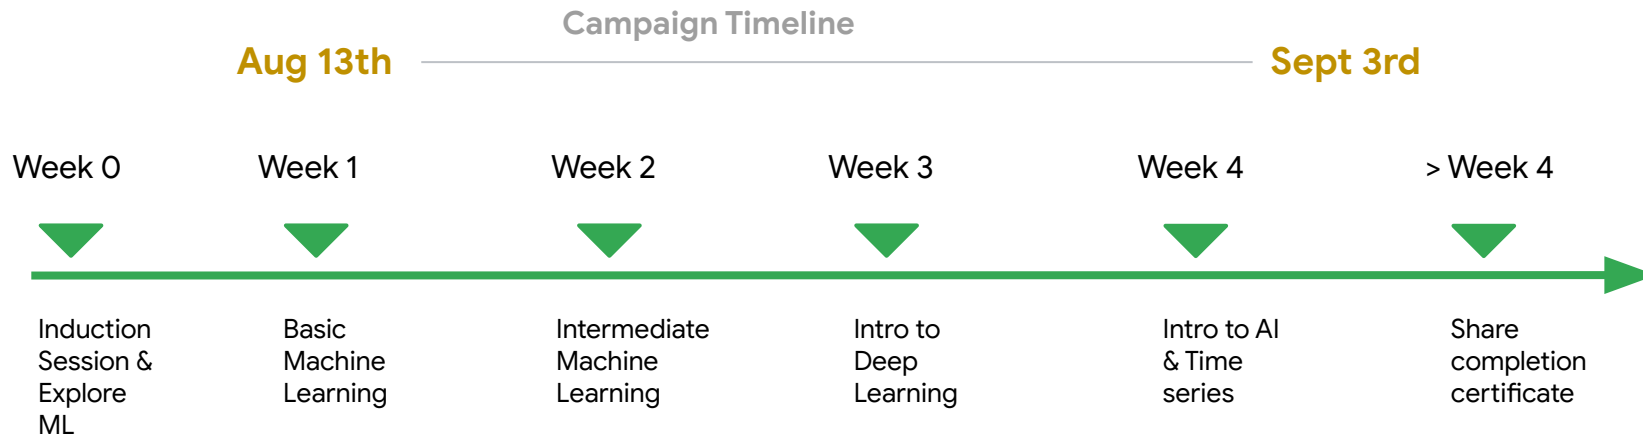 Campaign Timeline
Aug 13th
Sept 3rd
Week 0
Week 1
Week 2
Week 3
Week 4
> Week 4
Induction
Session &
Explore
ML
Basic
Machine
Learning
Intermediate
Machine
Learning
Intro to
Deep
Learning
Intro to AI
& Time
series
Share
completion
certificate